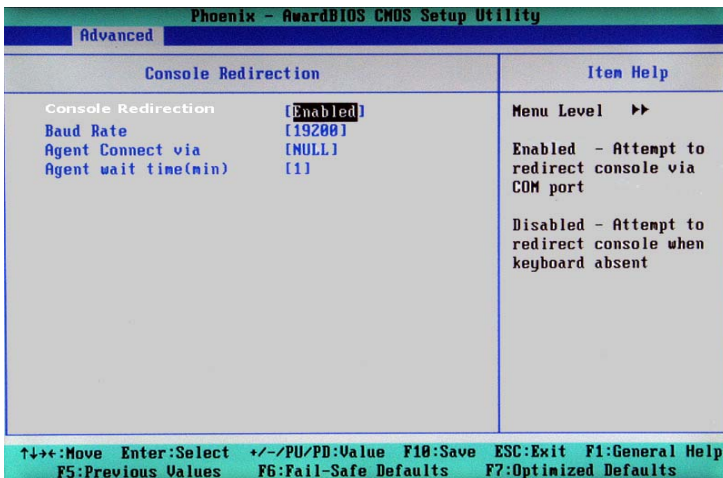 Phoenix - AwardBIOS CMOS Setup Utility
Advanced
Console Redirection
Item Help
Console Redirection [Enabled]
Baud Rate [19200]
Agent Connect via [NULL]
Agent wait time(min) [1]
Menu Level ▸▸
Enabled - Attempt to
redirect console via
COM port
Disabled - Attempt to
redirect console when
keyboard absent
↑↓→←:Move Enter:Select +/-/PU/PD:Value F10:Save ESC:Exit F1:General Help
F5:Previous Values F6:Fail-Safe Defaults F7:Optimized Defaults